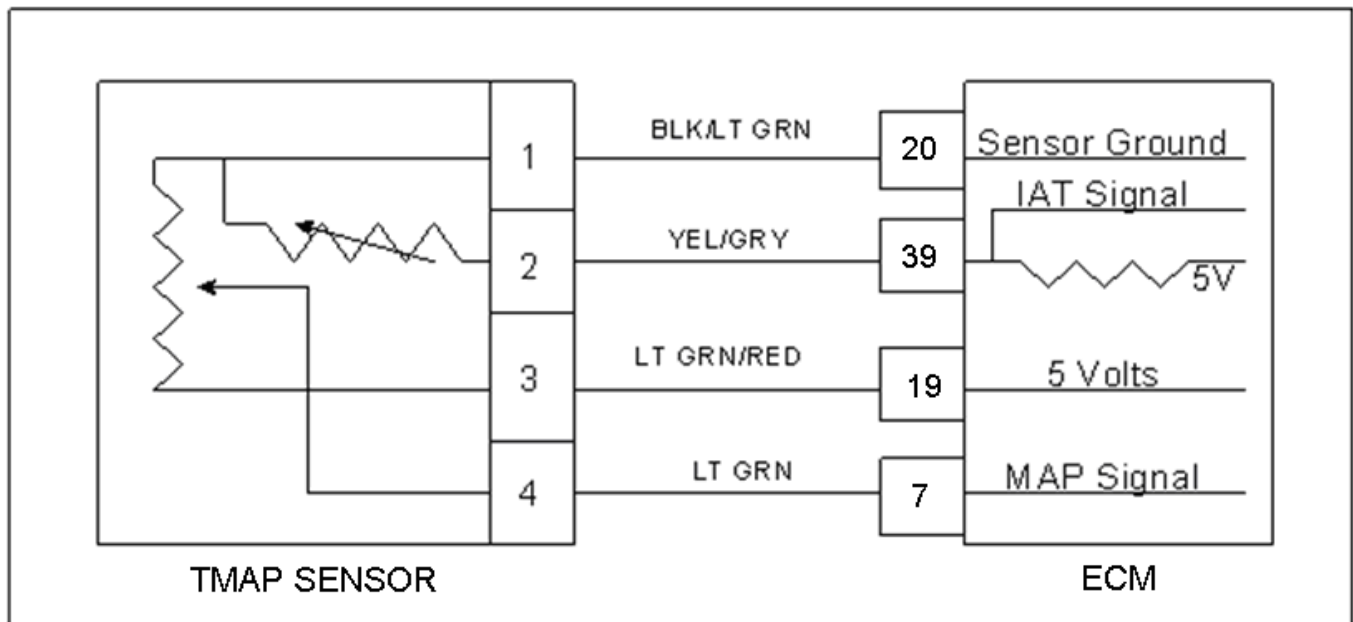 1 BLK/LT GRN 20 Sensor Ground
IAT Signal
2 YEL/GRY 39 5V
3 LT GRN/RED 19 5 Volts
4 LT GRN 7 MAP Signal
TMAP SENSOR ECM